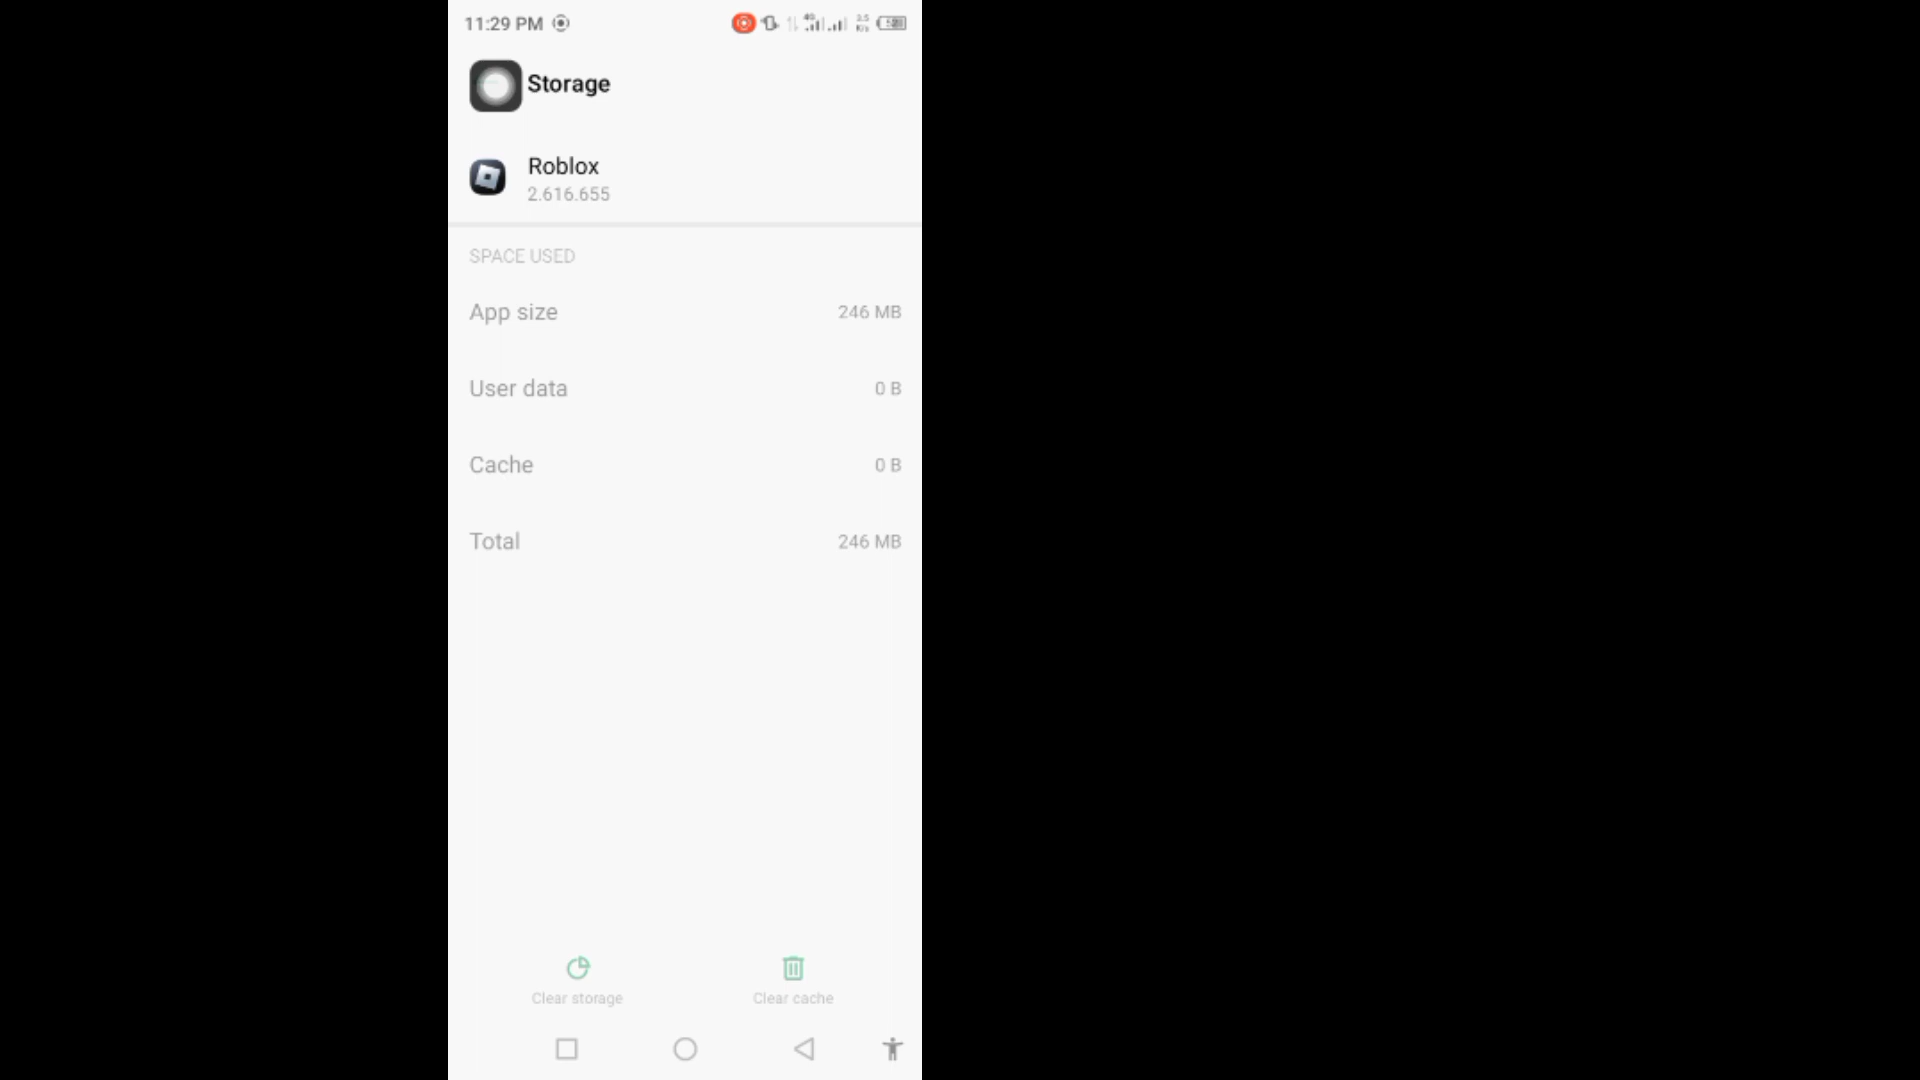 11:29 PM
Storage
Roblox
2.616.655
SPACE USED
App size 246 MB
User data 0 B
Cache 0 B
Total 246 MB
Clear storage Clear cache